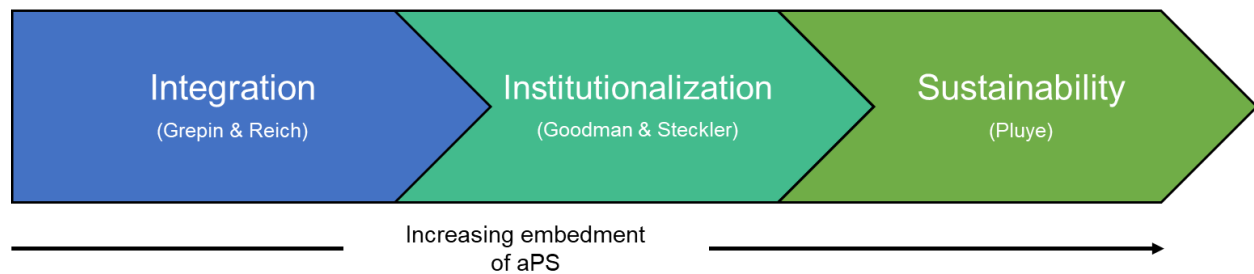 Integration
(Grepin & Reich)
Institutionalization
(Goodman & Steckler)
Sustainability
(Pluye)
Increasing embedment
of aPS